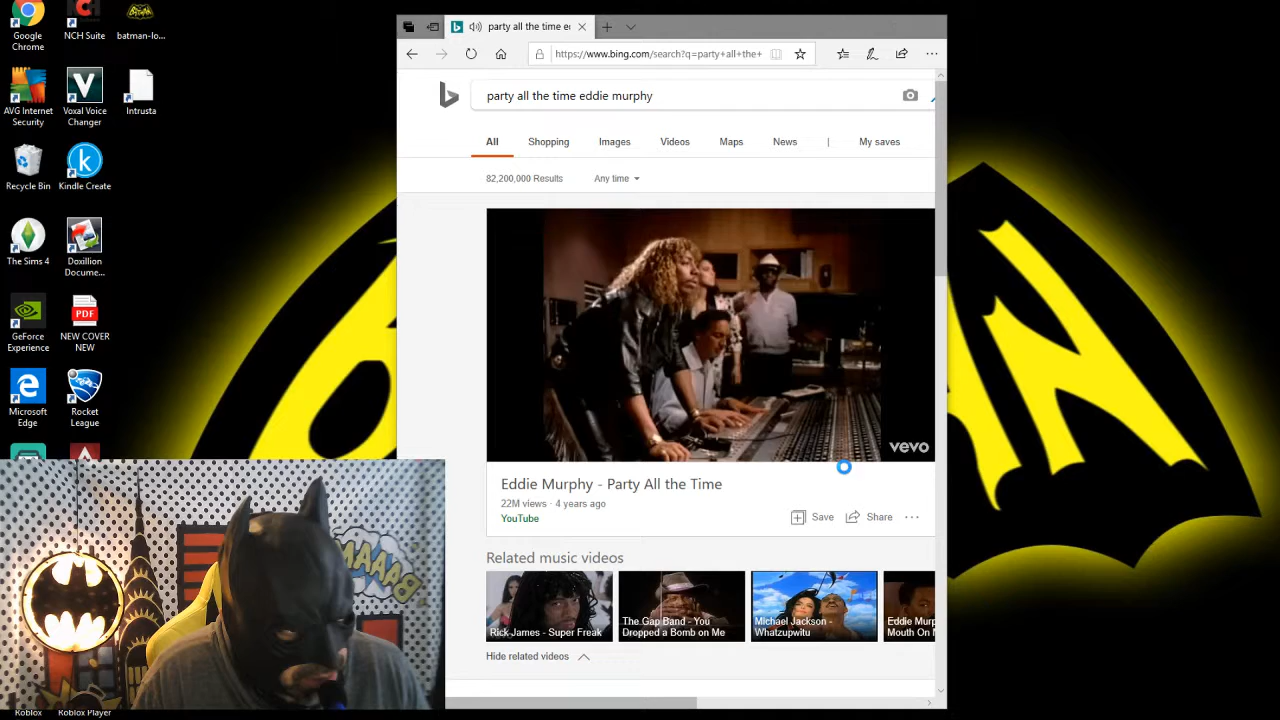 Google
Chrome
NCH Suite
batman-lo...
AVG Internet
Security
Voxal Voice
Changer
Intrusta
Recycle Bin
Kindle Create
The Sims 4
Doxillion
Docume...
GeForce
Experience
PDF
NEW COVER
NEW
Microsoft
Edge
Rocket
League
Roblox
Roblox Player
party all the time e
https://www.bing.com/search?q=party+all+the+
party all the time eddie murphy
All
Shopping
Images
Videos
Maps
News
|
My saves
82,200,000 Results
Any time
vevo
Eddie Murphy - Party All the Time
22M views · 4 years ago
YouTube
Save
Share
Related music videos
Rick James - Super Freak
The Gap Band - You
Dropped a Bomb on Me
Michael Jackson -
Whatzupwitu
Eddie Mur
Mouth On M
Hide related videos